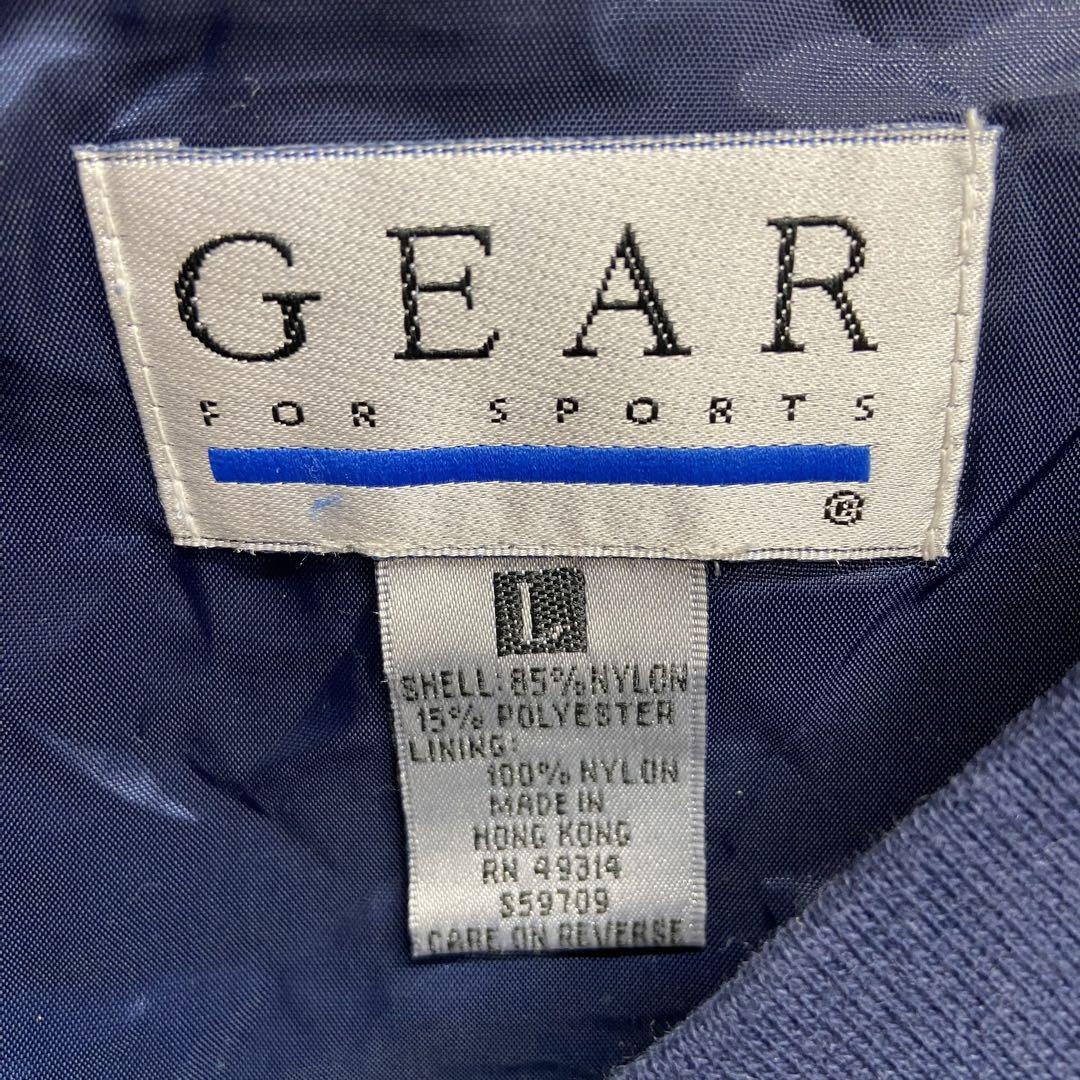 GEAR
FOR SPORTS
®
L
SHELL: 85% NYLON
15% POLYESTER
LINING:
100% NYLON
MADE IN
HONG KONG
RN 49314
S59709
CARE ON REVERSE